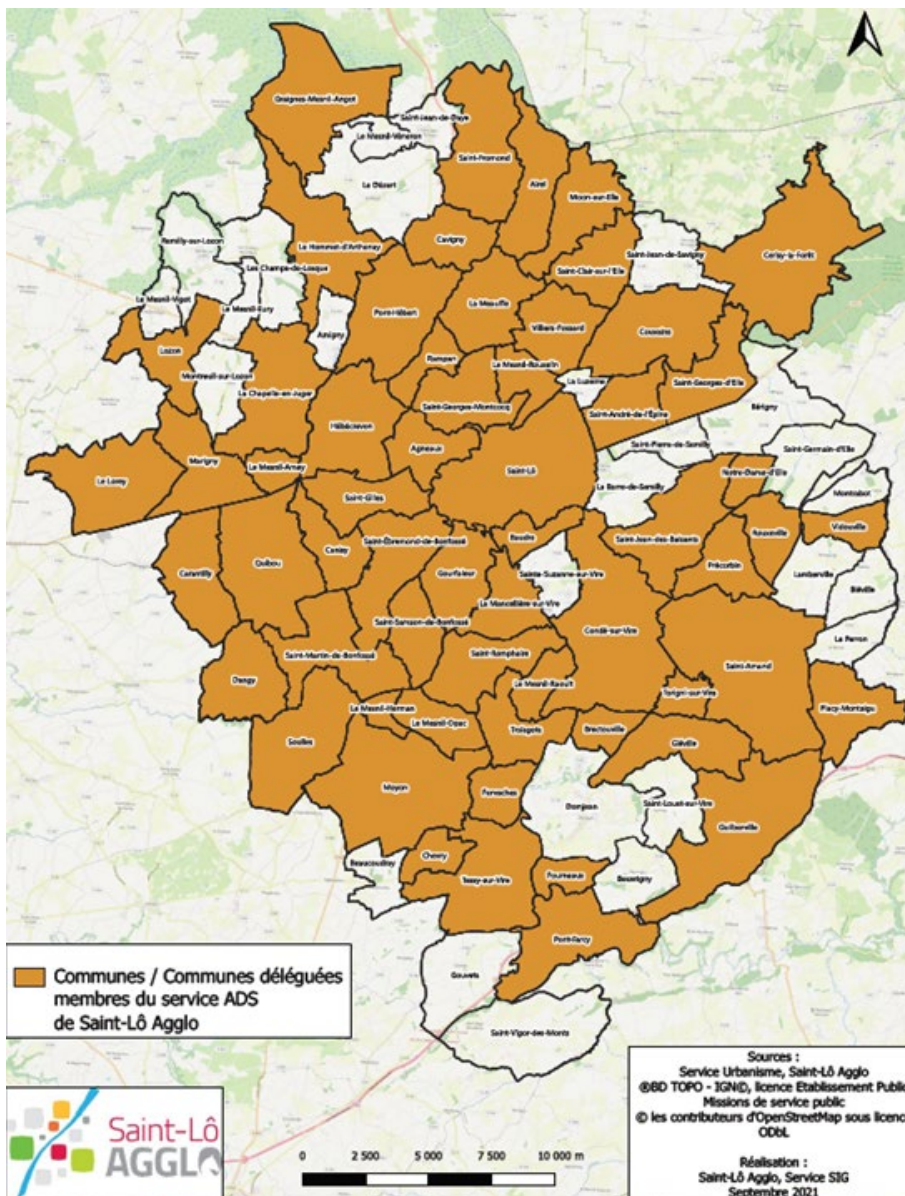 Graignes-Mesnil-Angot
Saint-Jean-de-Daye
Le Mesnil-Véneron
Saint-Fromond
Le Dézert
Airel
Moon-sur-Elle
Remilly-sur-Lozon
Le Hommet-d'Arthenay
Cavigny
Saint-Jean-de-Savigny
Cerisy-la-Forêt
Les Champs-de-Losque
Saint-Clair-sur-l'Elle
Le Mesnil-Vigot
Le Mesnil-Eury
Pont-Hébert
La Meauffe
Amigny
Villiers-Fossard
Couvains
Lozon
Rampan
Le Mesnil-Rouxelin
Montreuil-sur-Lozon
La Luzerne
Saint-Georges-d'Elle
La Chapelle-en-Juger
Saint-Georges-Montcocq
Saint-André-de-l'Épine
Bérigny
Hébécrevon
Agneaux
Saint-Pierre-de-Semilly
Saint-Germain-d'Elle
Marigny
Le Mesnil-Amey
Saint-Lô
Notre-Dame-d'Elle
Le Lorey
La Barre-de-Semilly
Montrabot
Saint-Gilles
Vidouville
Saint-Ébremond-de-Bonfossé
Baudre
Saint-Jean-des-Baisants
Rouxeville
Carantilly
Quibou
Canisy
Gourfaleur
Sainte-Suzanne-sur-Vire
Précorbin
Lamberville
Biéville
La Mancellière-sur-Vire
Saint-Samson-de-Bonfossé
Condé-sur-Vire
Le Perron
Saint-Martin-de-Bonfossé
Saint-Romphaire
Saint-Amand
Dangy
Le Mesnil-Raoult
Torigni-sur-Vire
Placy-Montaigu
Le Mesnil-Herman
Le Mesnil-Opac
Troisgots
Brectouville
Soulles
Giéville
Moyon
Fervaches
Domjean
Saint-Louet-sur-Vire
Guilberville
Chevry
Beaucoudray
Tessy-sur-Vire
Fourneaux
Beuvrigny
Pont-Farcy
Gouvets
Saint-Vigor-des-Monts
Communes / Communes déléguées
membres du service ADS
de Saint-Lô Agglo
Saint-Lô
AGGLO
0 2 500 5 000 7 500 10 000 m
Sources :
Service Urbanisme, Saint-Lô Agglo
®BD TOPO - IGN©, licence Etablissement Public
Missions de service public
© les contributeurs d'OpenStreetMap sous licence
ODbL
Réalisation :
Saint-Lô Agglo, Service SIG
Septembre 2021